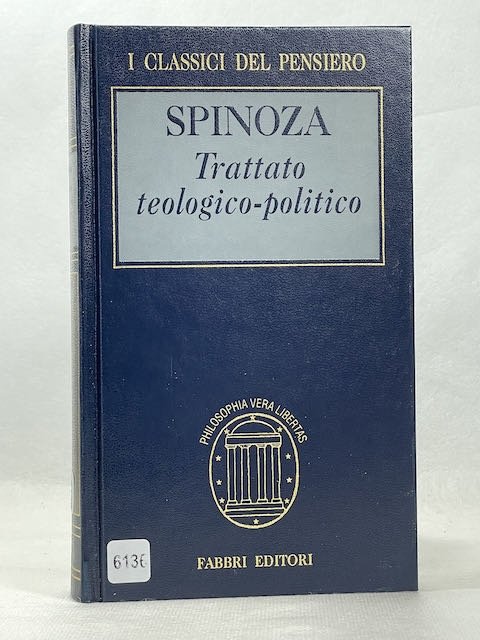 I CLASSICI DEL PENSIERO
SPINOZA
Trattato
teologico-politico
PHILOSOPHIA VERA LIBERTAS
6136
FABBRI EDITORI